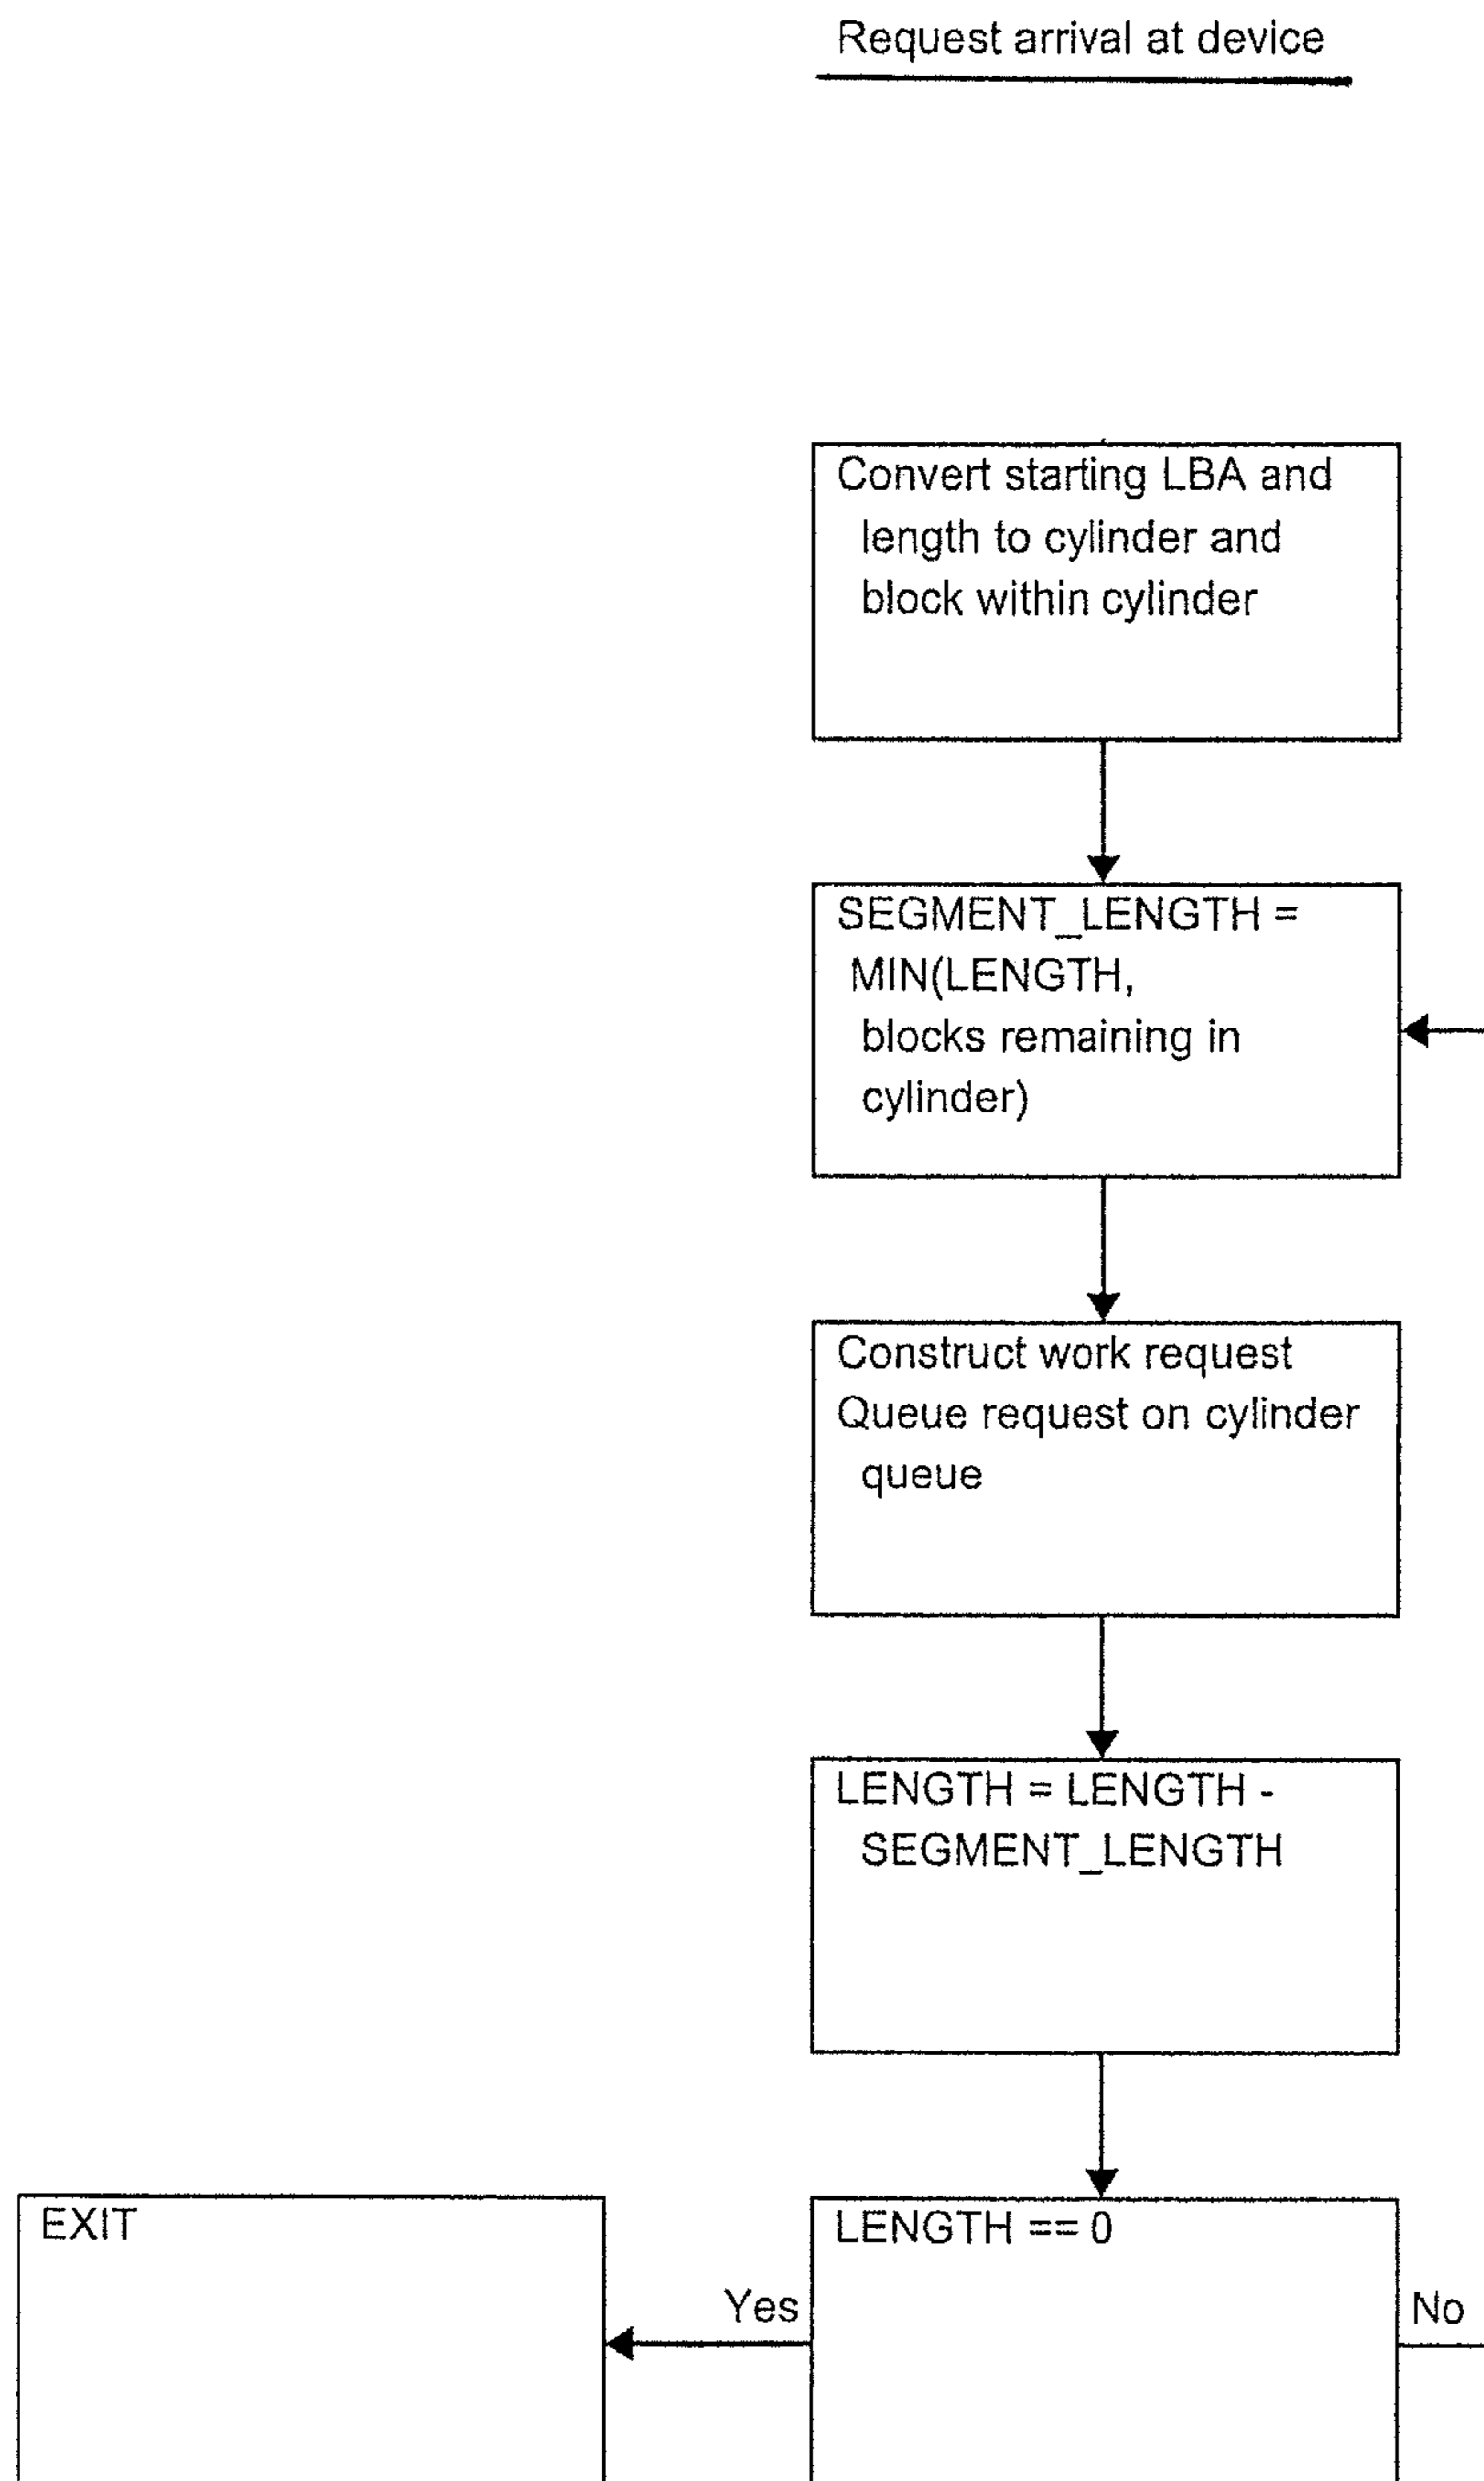 Request arrival at device
Convert starting LBA and
length to cylinder and
block within cylinder
SEGMENT_LENGTH =
MIN(LENGTH,
blocks remaining in
cylinder)
Construct work request
Queue request on cylinder
queue
LENGTH = LENGTH -
SEGMENT_LENGTH
EXIT
Yes
LENGTH == 0
No